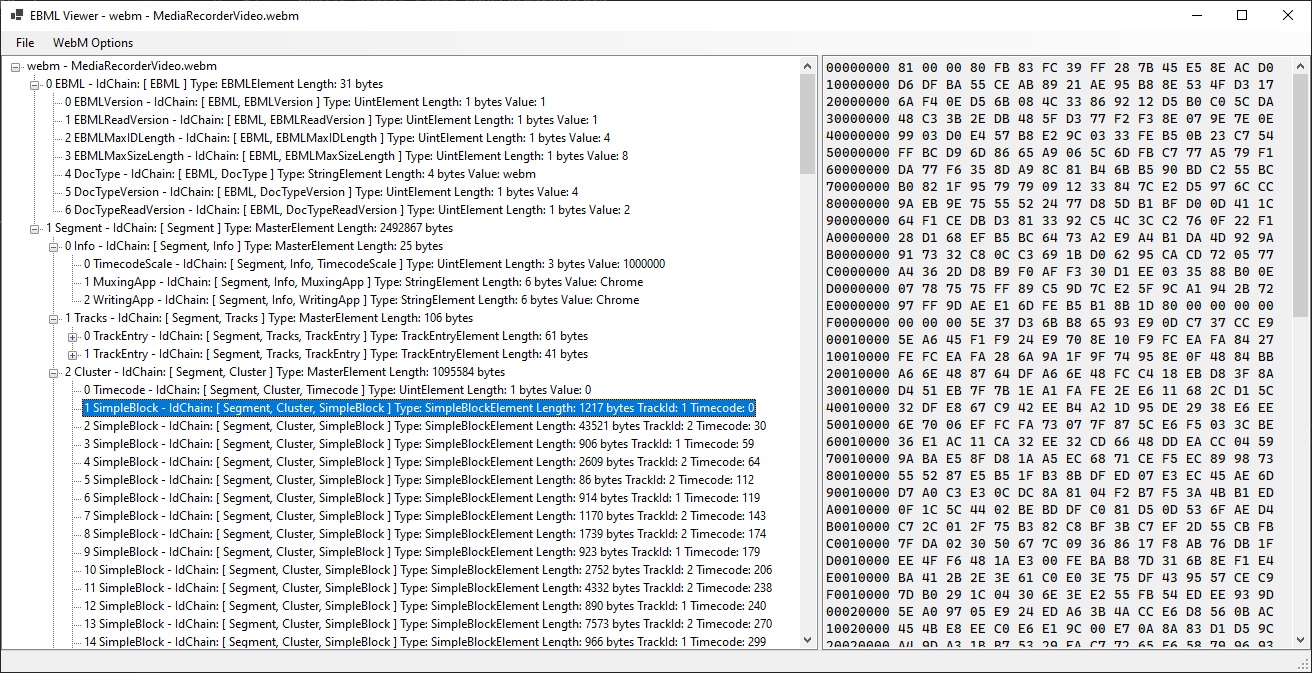 EBML Viewer - webm - MediaRecorderVideo.webm
File WebM Options
webm - MediaRecorderVideo.webm
0 EBML - IdChain: [ EBML ] Type: EBMLElement Length: 31 bytes
0 EBMLVersion - IdChain: [ EBML, EBMLVersion ] Type: UintElement Length: 1 bytes Value: 1
1 EBMLReadVersion - IdChain: [ EBML, EBMLReadVersion ] Type: UintElement Length: 1 bytes Value: 1
2 EBMLMaxIDLength - IdChain: [ EBML, EBMLMaxIDLength ] Type: UintElement Length: 1 bytes Value: 4
3 EBMLMaxSizeLength - IdChain: [ EBML, EBMLMaxSizeLength ] Type: UintElement Length: 1 bytes Value: 8
4 DocType - IdChain: [ EBML, DocType ] Type: StringElement Length: 4 bytes Value: webm
5 DocTypeVersion - IdChain: [ EBML, DocTypeVersion ] Type: UintElement Length: 1 bytes Value: 4
6 DocTypeReadVersion - IdChain: [ EBML, DocTypeReadVersion ] Type: UintElement Length: 1 bytes Value: 2
1 Segment - IdChain: [ Segment ] Type: MasterElement Length: 2492867 bytes
0 Info - IdChain: [ Segment, Info ] Type: MasterElement Length: 25 bytes
0 TimecodeScale - IdChain: [ Segment, Info, TimecodeScale ] Type: UintElement Length: 3 bytes Value: 1000000
1 MuxingApp - IdChain: [ Segment, Info, MuxingApp ] Type: StringElement Length: 6 bytes Value: Chrome
2 WritingApp - IdChain: [ Segment, Info, WritingApp ] Type: StringElement Length: 6 bytes Value: Chrome
1 Tracks - IdChain: [ Segment, Tracks ] Type: MasterElement Length: 106 bytes
0 TrackEntry - IdChain: [ Segment, Tracks, TrackEntry ] Type: TrackEntryElement Length: 61 bytes
1 TrackEntry - IdChain: [ Segment, Tracks, TrackEntry ] Type: TrackEntryElement Length: 41 bytes
2 Cluster - IdChain: [ Segment, Cluster ] Type: MasterElement Length: 1095584 bytes
0 Timecode - IdChain: [ Segment, Cluster, Timecode ] Type: UintElement Length: 1 bytes Value: 0
1 SimpleBlock - IdChain: [ Segment, Cluster, SimpleBlock ] Type: SimpleBlockElement Length: 1217 bytes TrackId: 1 Timecode: 0
2 SimpleBlock - IdChain: [ Segment, Cluster, SimpleBlock ] Type: SimpleBlockElement Length: 43521 bytes TrackId: 2 Timecode: 30
3 SimpleBlock - IdChain: [ Segment, Cluster, SimpleBlock ] Type: SimpleBlockElement Length: 906 bytes TrackId: 1 Timecode: 59
4 SimpleBlock - IdChain: [ Segment, Cluster, SimpleBlock ] Type: SimpleBlockElement Length: 2609 bytes TrackId: 2 Timecode: 64
5 SimpleBlock - IdChain: [ Segment, Cluster, SimpleBlock ] Type: SimpleBlockElement Length: 86 bytes TrackId: 2 Timecode: 112
6 SimpleBlock - IdChain: [ Segment, Cluster, SimpleBlock ] Type: SimpleBlockElement Length: 914 bytes TrackId: 1 Timecode: 119
7 SimpleBlock - IdChain: [ Segment, Cluster, SimpleBlock ] Type: SimpleBlockElement Length: 1170 bytes TrackId: 2 Timecode: 143
8 SimpleBlock - IdChain: [ Segment, Cluster, SimpleBlock ] Type: SimpleBlockElement Length: 1739 bytes TrackId: 2 Timecode: 174
9 SimpleBlock - IdChain: [ Segment, Cluster, SimpleBlock ] Type: SimpleBlockElement Length: 923 bytes TrackId: 1 Timecode: 179
10 SimpleBlock - IdChain: [ Segment, Cluster, SimpleBlock ] Type: SimpleBlockElement Length: 2752 bytes TrackId: 2 Timecode: 206
11 SimpleBlock - IdChain: [ Segment, Cluster, SimpleBlock ] Type: SimpleBlockElement Length: 4332 bytes TrackId: 2 Timecode: 238
12 SimpleBlock - IdChain: [ Segment, Cluster, SimpleBlock ] Type: SimpleBlockElement Length: 890 bytes TrackId: 1 Timecode: 240
13 SimpleBlock - IdChain: [ Segment, Cluster, SimpleBlock ] Type: SimpleBlockElement Length: 7573 bytes TrackId: 2 Timecode: 270
14 SimpleBlock - IdChain: [ Segment, Cluster, SimpleBlock ] Type: SimpleBlockElement Length: 966 bytes TrackId: 1 Timecode: 299
00000000 81 00 00 80 FB 83 FC 39 FF 28 7B 45 E5 8E AC D0
10000000 D6 DF BA 55 CE AB 89 21 AE 95 B8 8E 53 4F D3 17
20000000 6A F4 0E D5 6B 08 4C 33 86 92 12 D5 B0 C0 5C DA
30000000 48 C3 3B 2E DB 48 5F D3 77 F2 F3 8E 07 9E 7E 0E
40000000 99 03 D0 E4 57 B8 E2 9C 03 33 FE B5 0B 23 C7 54
50000000 FF BC D9 6D 86 65 A9 06 5C 6D FB C7 77 A5 79 F1
60000000 DA 77 F6 35 8D A9 8C 81 B4 6B B5 90 BD C2 55 BC
70000000 B0 82 1F 95 79 79 09 12 33 84 7C E2 D5 97 6C CC
80000000 9A EB 9E 75 55 52 24 77 D8 5D B1 BF D0 0D 41 1C
90000000 64 F1 CE DB D3 81 33 92 C5 4C 3C C2 76 0F 22 F1
A0000000 28 D1 68 EF B5 BC 64 73 A2 E9 A4 B1 DA 4D 92 9A
B0000000 91 73 32 C8 0C C3 69 1B D0 62 95 CA CD 72 05 77
C0000000 A4 36 2D D8 B9 F0 AF F3 30 D1 EE 03 35 88 B0 0E
D0000000 07 78 75 75 FF 89 C5 9D 7C E2 5F 9C A1 94 2B 72
E0000000 97 FF 9D AE E1 6D FE B5 B1 8B 1D 80 00 00 00 00
F0000000 00 00 00 5E 37 D3 6B B8 65 93 E9 0D C7 37 CC E9
00010000 5E A6 45 F1 F9 24 E9 70 8E 10 F9 FC EA FA 84 27
10010000 FE FC EA FA 28 6A 9A 1F 9F 74 95 8E 0F 48 84 BB
20010000 A6 6E 48 87 64 DF A6 6E 48 FC C4 18 EB D8 3F 8A
30010000 D4 51 EB 7F 7B 1E A1 FA FE 2E E6 11 68 2C D1 5C
40010000 32 DF E8 67 C9 42 EE B4 A2 1D 95 DE 29 38 E6 EE
50010000 6E 70 06 EF FC FA 73 07 7F 87 5C E6 F5 03 3C BE
60010000 36 E1 AC 11 CA 32 EE 32 CD 66 48 DD EA CC 04 59
70010000 9A BA E5 8F D8 1A A5 EC 68 71 CE F5 EC 89 98 73
80010000 55 52 87 E5 B5 1F B3 8B DF ED 07 E3 EC 45 AE 6D
90010000 D7 A0 C3 E3 0C DC 8A 81 04 F2 B7 F5 3A 4B B1 ED
A0010000 0F 1C 5C 44 02 BE BD DF C0 81 D5 0D 53 6F AE D4
B0010000 C7 2C 01 2F 75 B3 82 C8 BF 3B C7 EF 2D 55 CB FB
C0010000 7F DA 02 30 50 67 7C 09 36 86 17 F8 AB 76 DB 1F
D0010000 EE 4F F6 48 1A E3 00 FE BA B8 7D 31 6B 8E F1 E4
E0010000 BA 41 2B 2E 3E 61 C0 E0 3E 75 DF 43 95 57 CE C9
F0010000 7D B0 29 1C 04 30 6E 3E E2 55 FB 54 ED EE 93 9D
00020000 5E A0 97 05 E9 24 ED A6 3B 4A CC E6 D8 56 0B AC
10020000 45 4B E8 EE C0 E6 E1 9C 00 E7 0A 8A 83 D1 D5 9C
20020000 A4 9D A3 1B B7 53 29 EA C7 72 65 E6 58 79 96 93